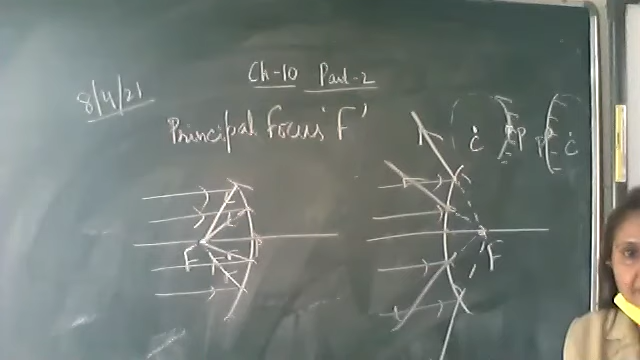 8/4/21
Ch-10 Part-2
Principal Focus 'F'
C P P C
F
F